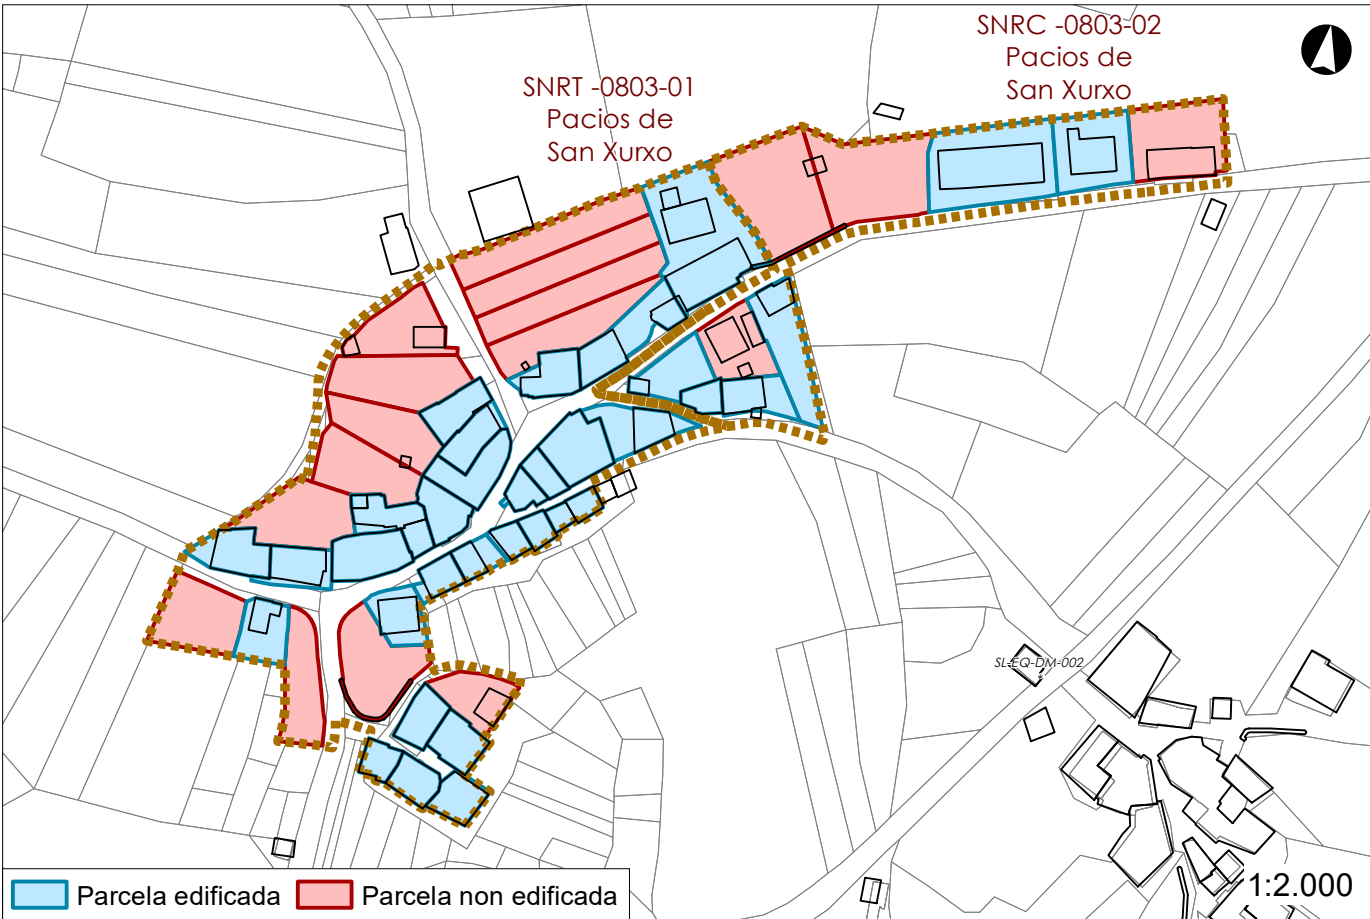 SNRC -0803-02
Pacios de
San Xurxo
SNRT -0803-01
Pacios de
San Xurxo
SL-EQ-DM-002
Parcela edificada
Parcela non edificada
1:2.000